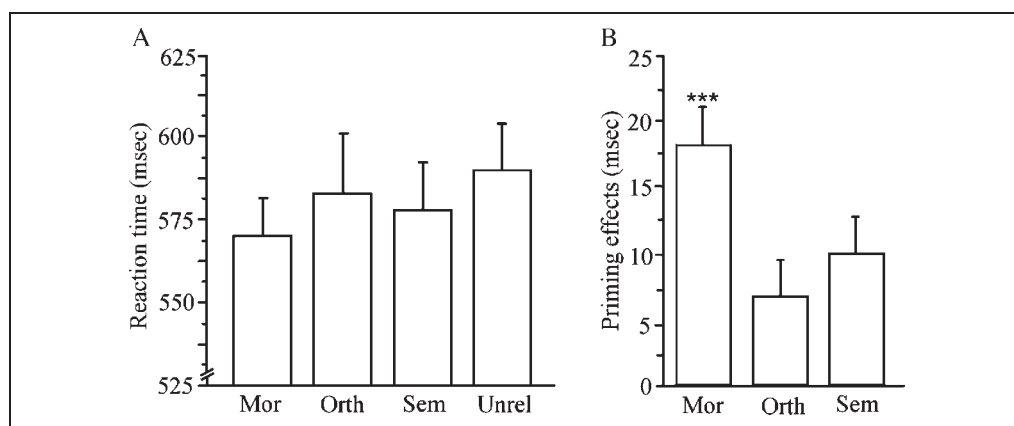 A
Reaction time (msec)
625
600
575
550
525
Mor Orth Sem Unrel
B
Priming effects (msec)
25
20
15
10
5
0
***
Mor Orth Sem